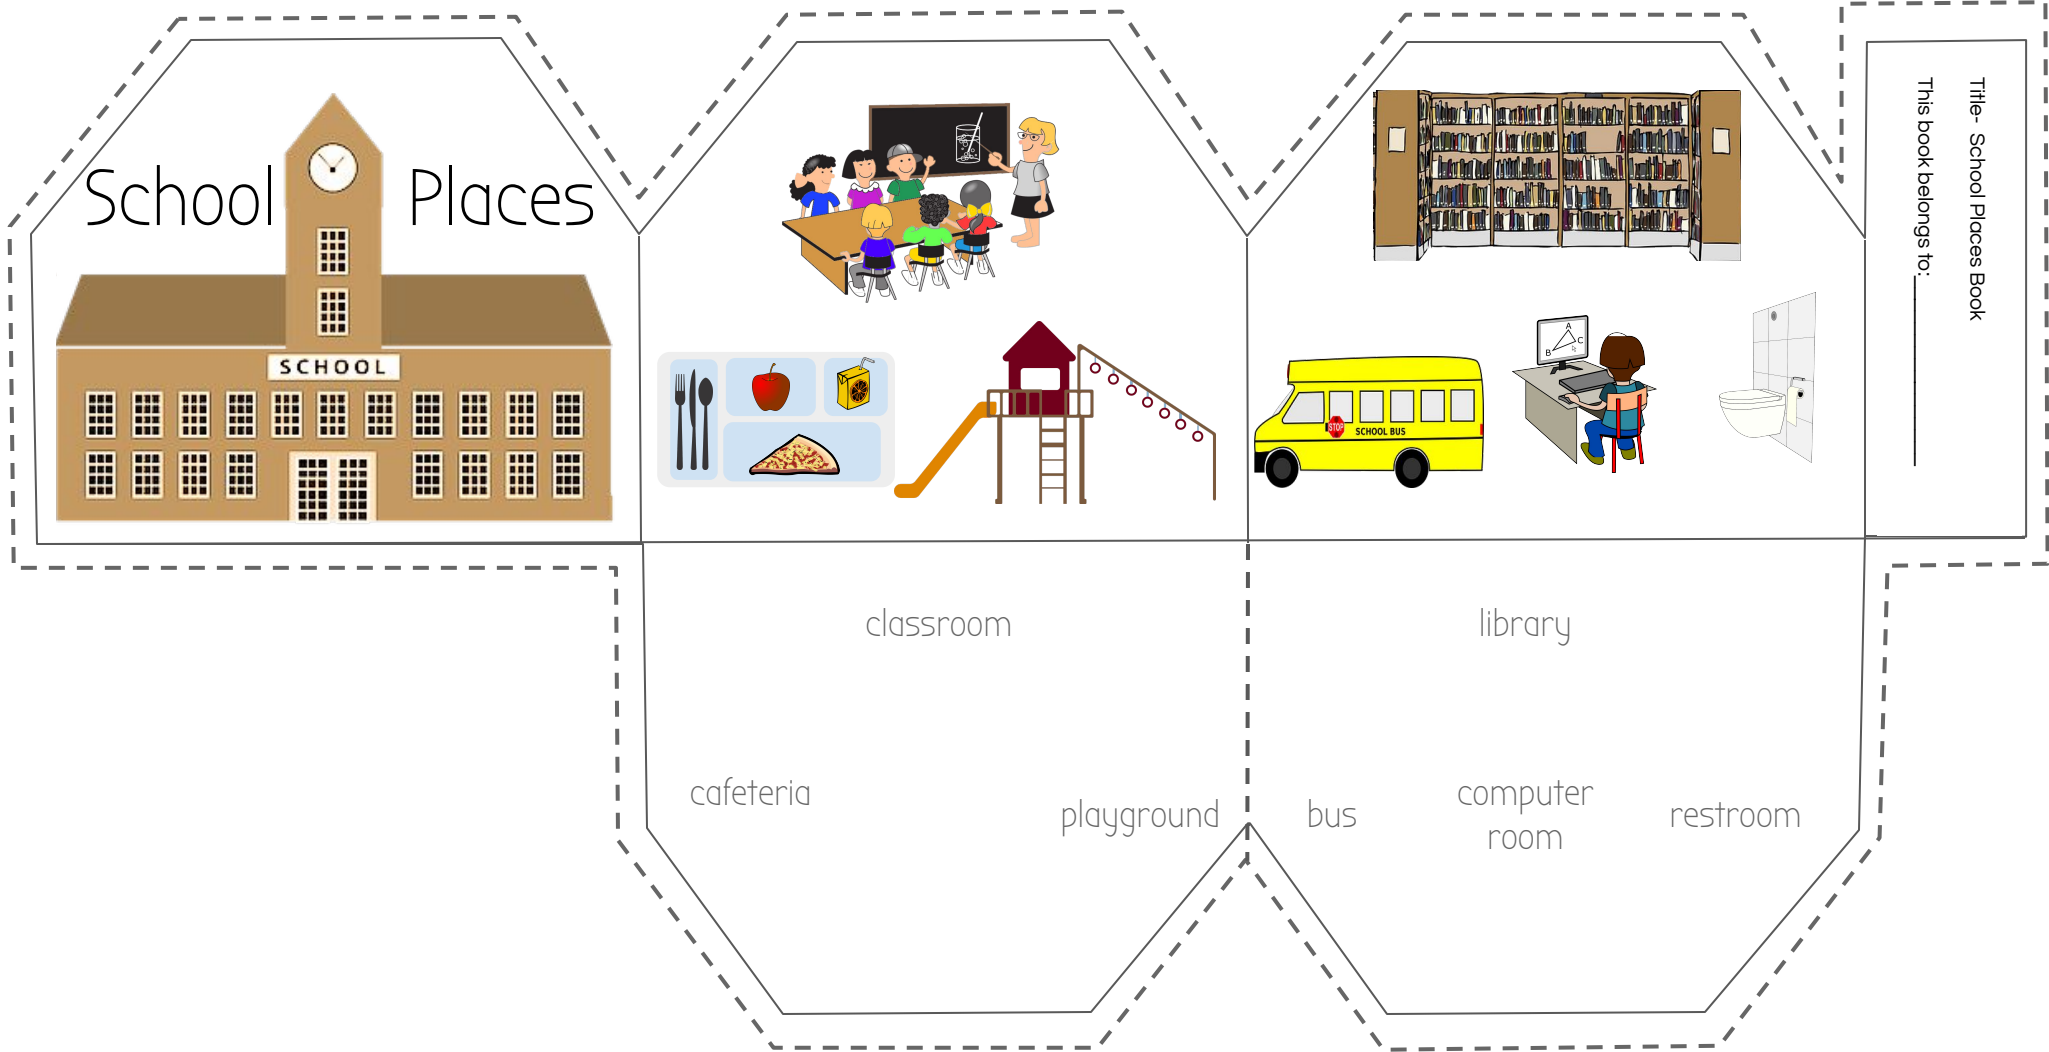 School Places
SCHOOL
A
B C
STOP
SCHOOL BUS
Title- School Places Book
This book belongs to:
classroom
library
cafeteria
playground
bus
computer
room
restroom